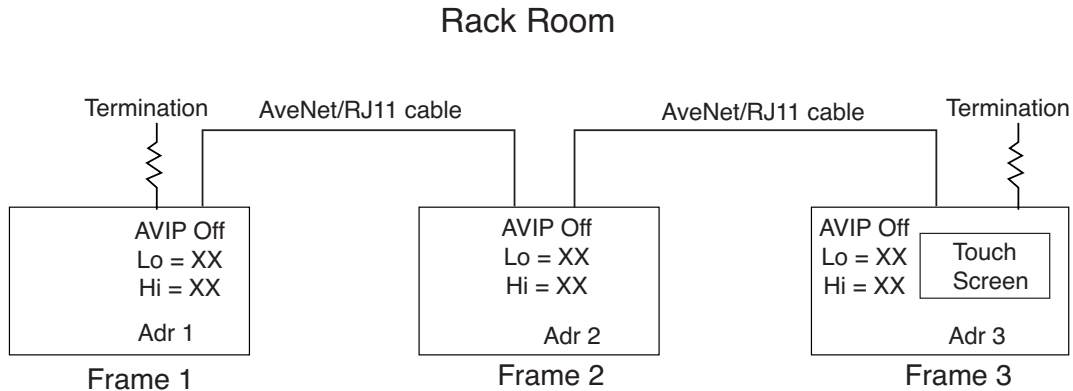 Rack Room
Termination
AveNet/RJ11 cable
AveNet/RJ11 cable
Termination
AVIP Off
Lo = XX
Hi = XX
Adr 1
Frame 1
AVIP Off
Lo = XX
Hi = XX
Adr 2
Frame 2
AVIP Off
Lo = XX
Hi = XX
Touch
Screen
Adr 3
Frame 3